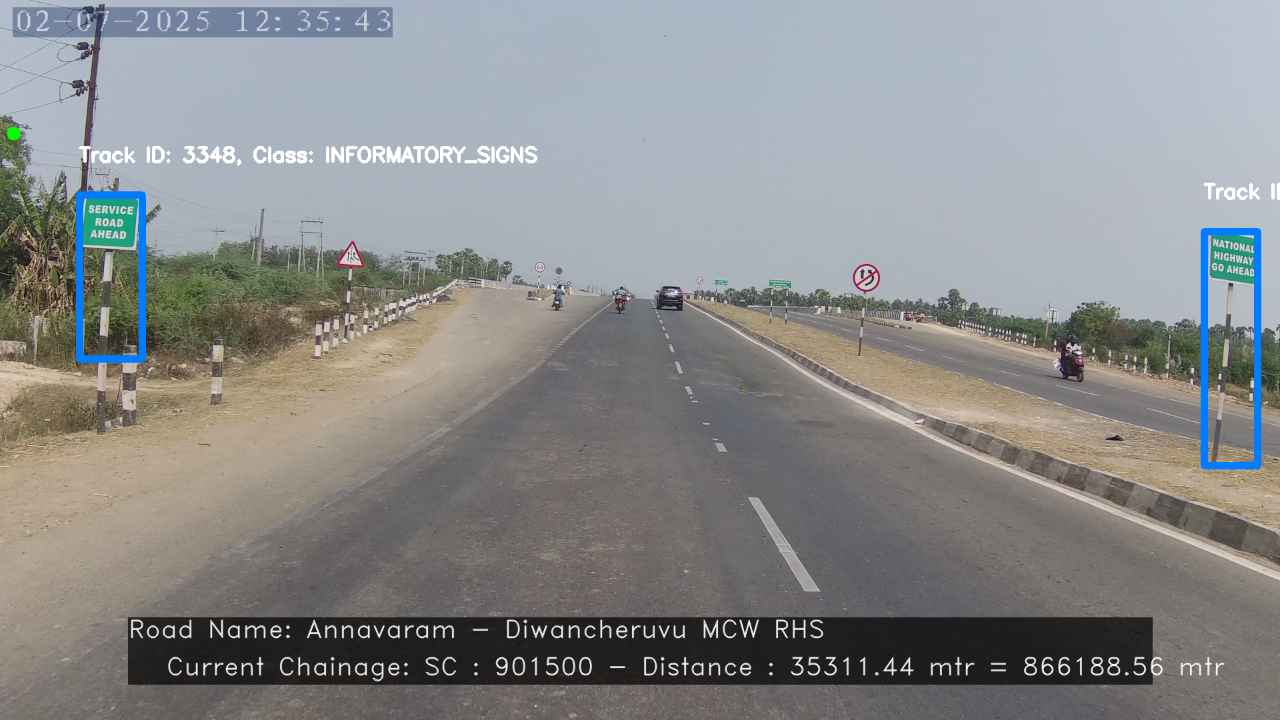 02-07-2025 12:35:43
Track ID: 3348, Class: INFORMATORY_SIGNS
Track
SERVICE
ROAD
AHEAD
NATIONAL
HIGHWAY
GO AHEAD
Road Name: Annavaram - Diwancheruvu MCW RHS
Current Chainage: SC : 901500 - Distance : 35311.44 mtr = 866188.56 mtr